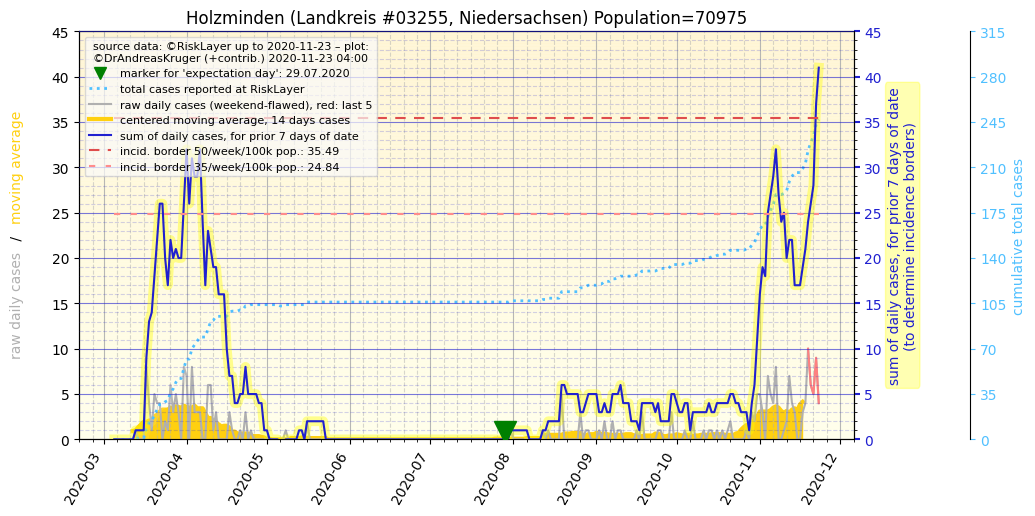 Holzminden (Landkreis #03255, Niedersachsen) Population=70975
source data: ©RiskLayer up to 2020-11-23 – plot:
©DrAndreasKruger (+contrib.) 2020-11-23 04:00
marker for 'expectation day': 29.07.2020
total cases reported at RiskLayer
raw daily cases (weekend-flawed), red: last 5
centered moving average, 14 days cases
sum of daily cases, for prior 7 days of date
incid. border 50/week/100k pop.: 35.49
incid. border 35/week/100k pop.: 24.84
raw daily cases / moving average
45
40
35
30
25
20
15
10
5
0
2020-03
2020-04
2020-05
2020-06
2020-07
2020-08
2020-09
2020-10
2020-11
2020-12
45
40
35
30
25
20
15
10
5
0
sum of daily cases, for prior 7 days of date
(to determine, incidence borders)
315
280
245
210
175
140
105
70
35
0
cumulative total cases